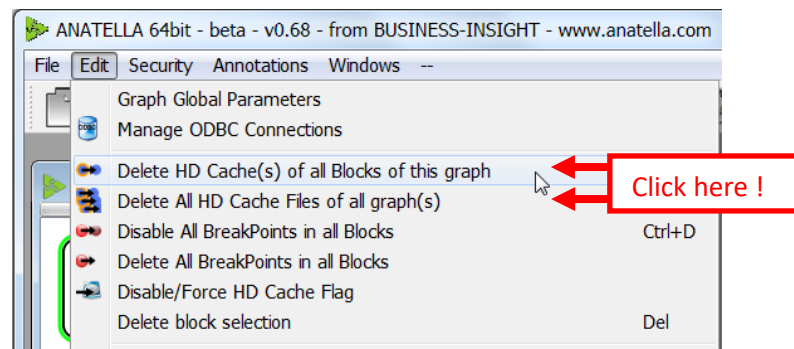 ANATELLA 64bit - beta - v0.68 - from BUSINESS-INSIGHT - www.anatella.com
File Edit Security Annotations Windows --
Graph Global Parameters
Manage ODBC Connections
Delete HD Cache(s) of all Blocks of this graph
Click here !
Delete All HD Cache Files of all graph(s)
Disable All BreakPoints in all Blocks Ctrl+D
Delete All BreakPoints in all Blocks
Disable/Force HD Cache Flag
Delete block selection Del